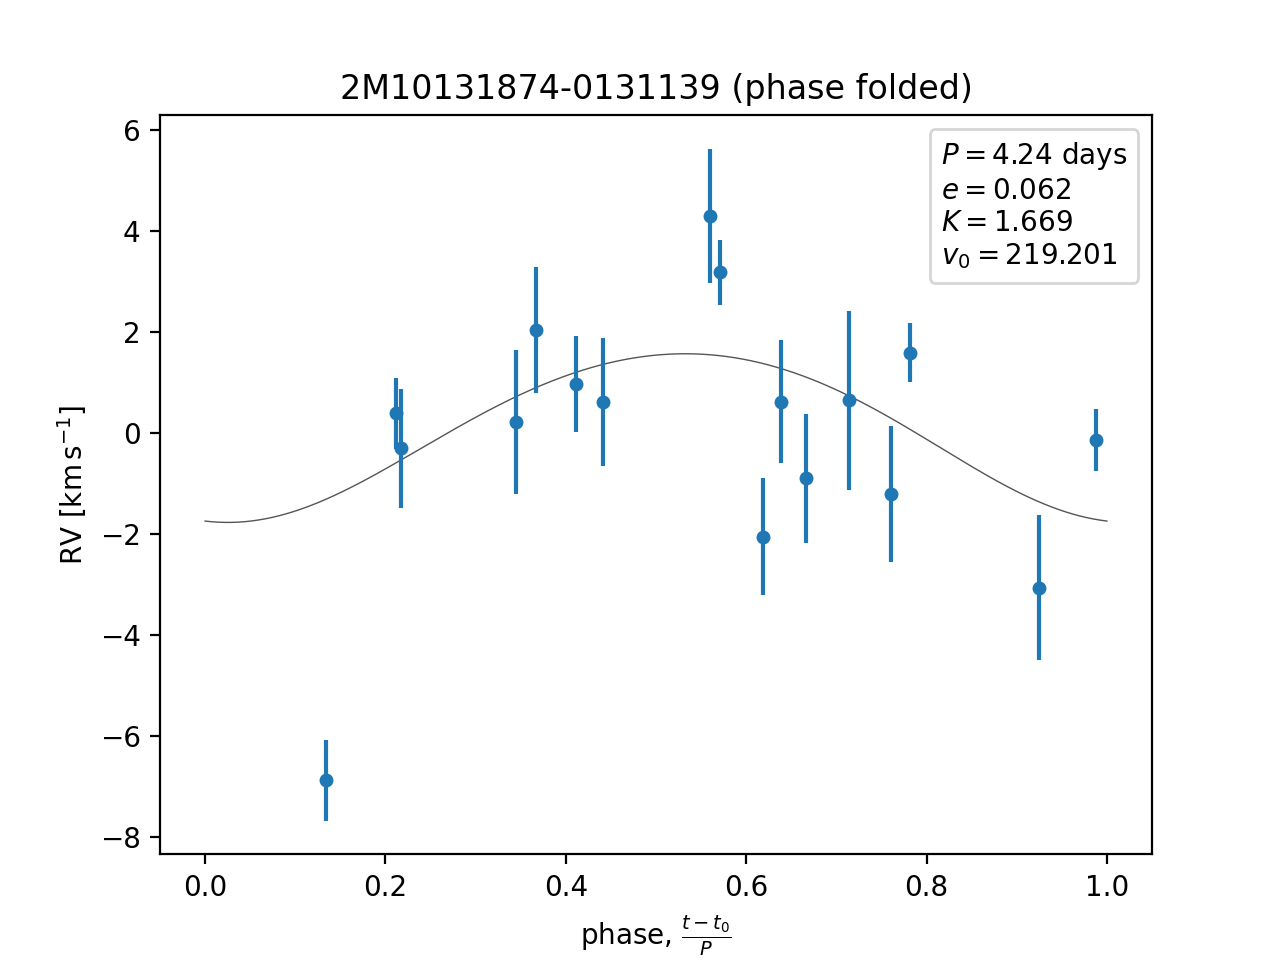 2M10131874-0131139 (phase folded)
P = 4.24 days
e = 0.062
K = 1.669
v₀ = 219.201
6
4
2
0
−2
−4
−6
−8
RV [km s⁻¹]
0.0 0.2 0.4 0.6 0.8 1.0
phase, (t − t₀)/P